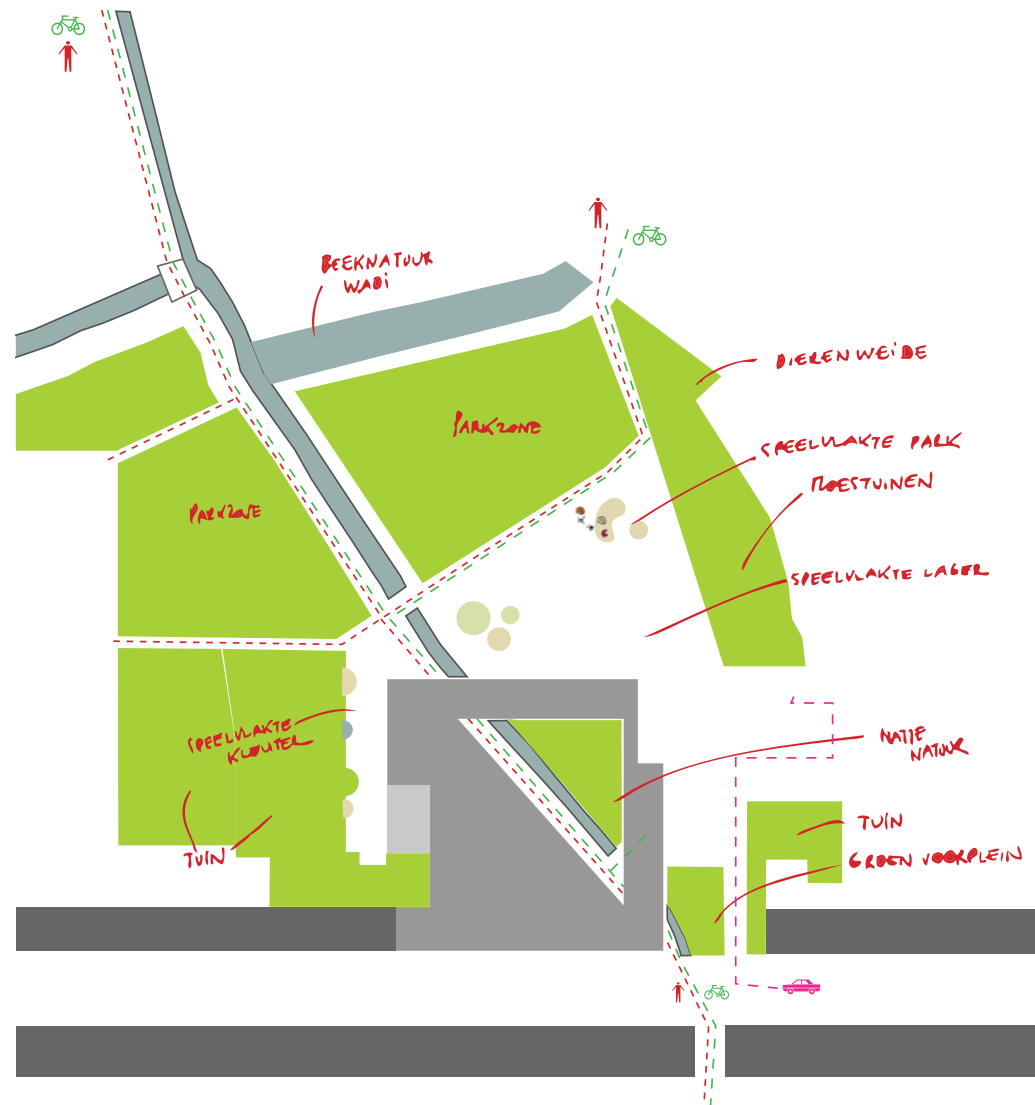 BEEKNATUUR
WADI
DIERENWEIDE
PARKZONE
SPEELVLAKTE PARK
MOESTUINEN
PARKZONE
SPEELVLAKTE LAGER
SPEELVLAKTE
KLEUTER
NATTE
NATUUR
TUIN
TUIN
GROEN VOORPLEIN